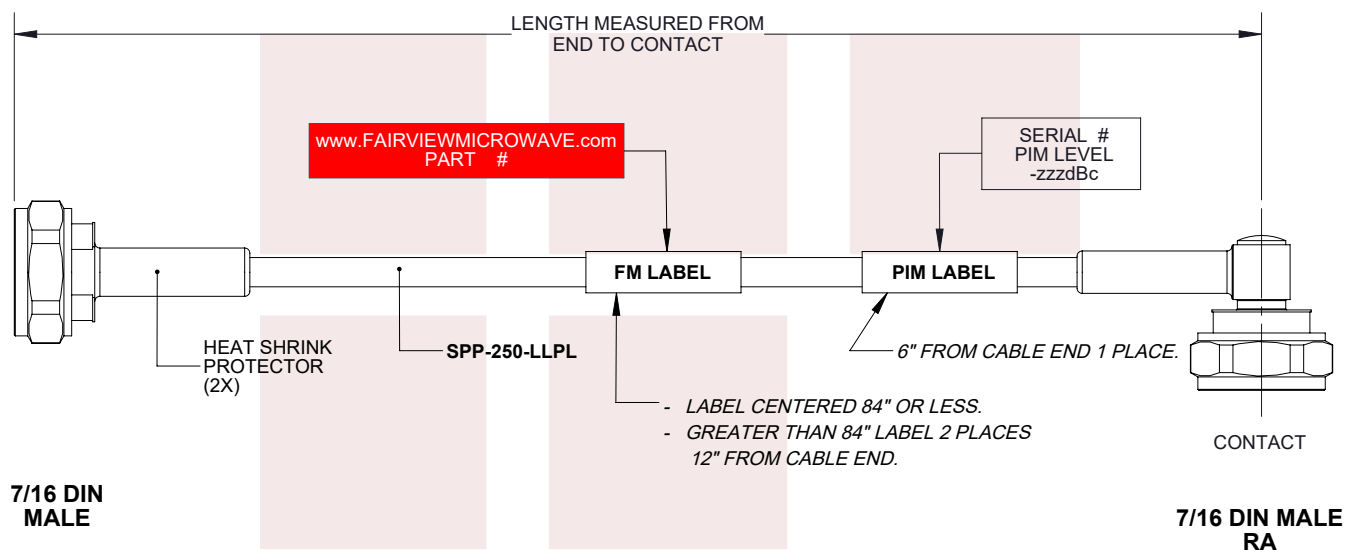 LENGTH MEASURED FROM
END TO CONTACT
www.FAIRVIEWMICROWAVE.com
PART #
SERIAL #
PIM LEVEL
-zzzdBc
FM LABEL
PIM LABEL
HEAT SHRINK
PROTECTOR
(2X)
SPP-250-LLPL
6" FROM CABLE END 1 PLACE.
- LABEL CENTERED 84" OR LESS.
- GREATER THAN 84" LABEL 2 PLACES
12" FROM CABLE END.
CONTACT
7/16 DIN
MALE
7/16 DIN MALE
RA